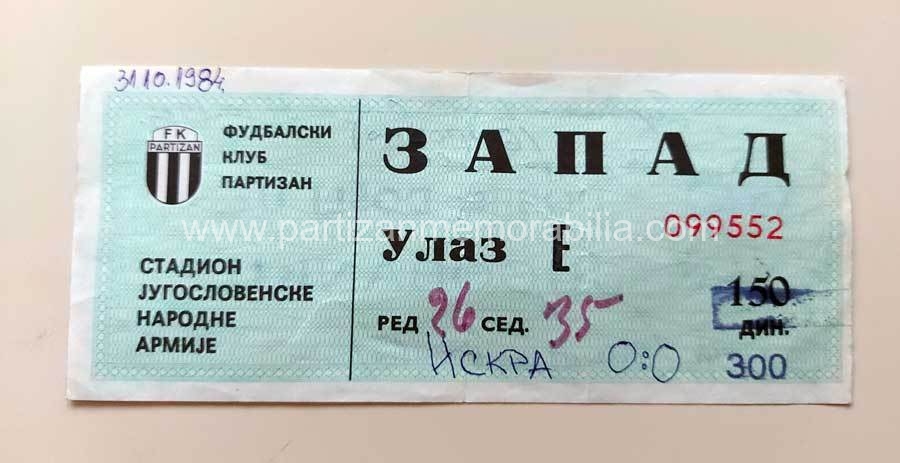 31.10.1984.
FK
PARTIZAN
ФУДБАЛСКИ
КЛУБ
ПАРТИЗАН
СТАДИОН
ЈУГОСЛОВЕНСКЕ
НАРОДНЕ
АРМИЈЕ
ЗАПАД
099552
www.partizanmemorabilia.com
Улаз Е
150
РЕД 26 СЕД. 35
ДИН.
ИСКРА 0:0
300